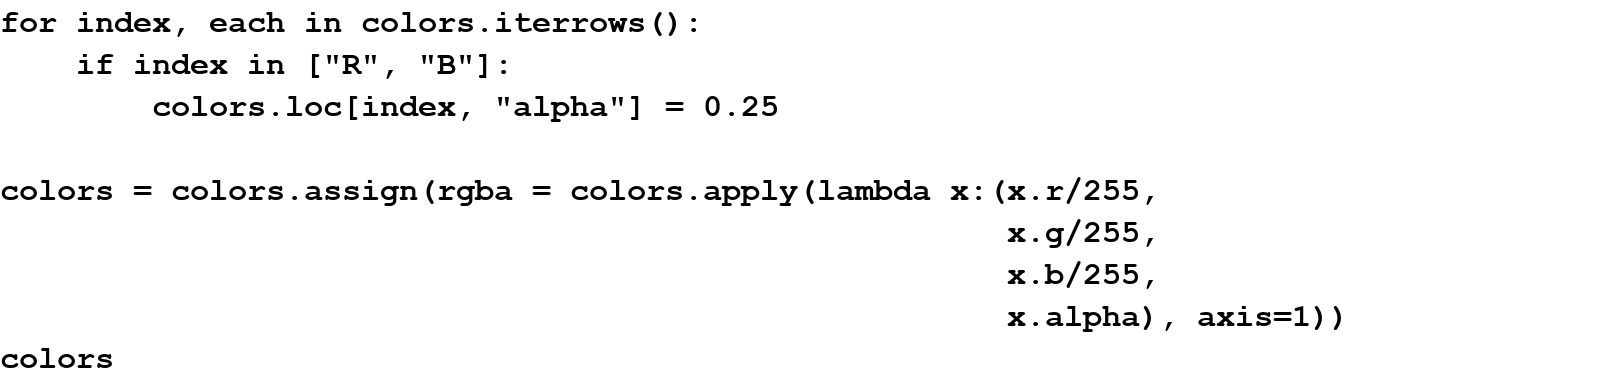 for index, each in colors.iterrows():
    if index in ["R", "B"]:
        colors.loc[index, "alpha"] = 0.25

colors = colors.assign(rgba = colors.apply(lambda x:(x.r/255,
                                                     x.g/255,
                                                     x.b/255,
                                                     x.alpha), axis=1))
colors